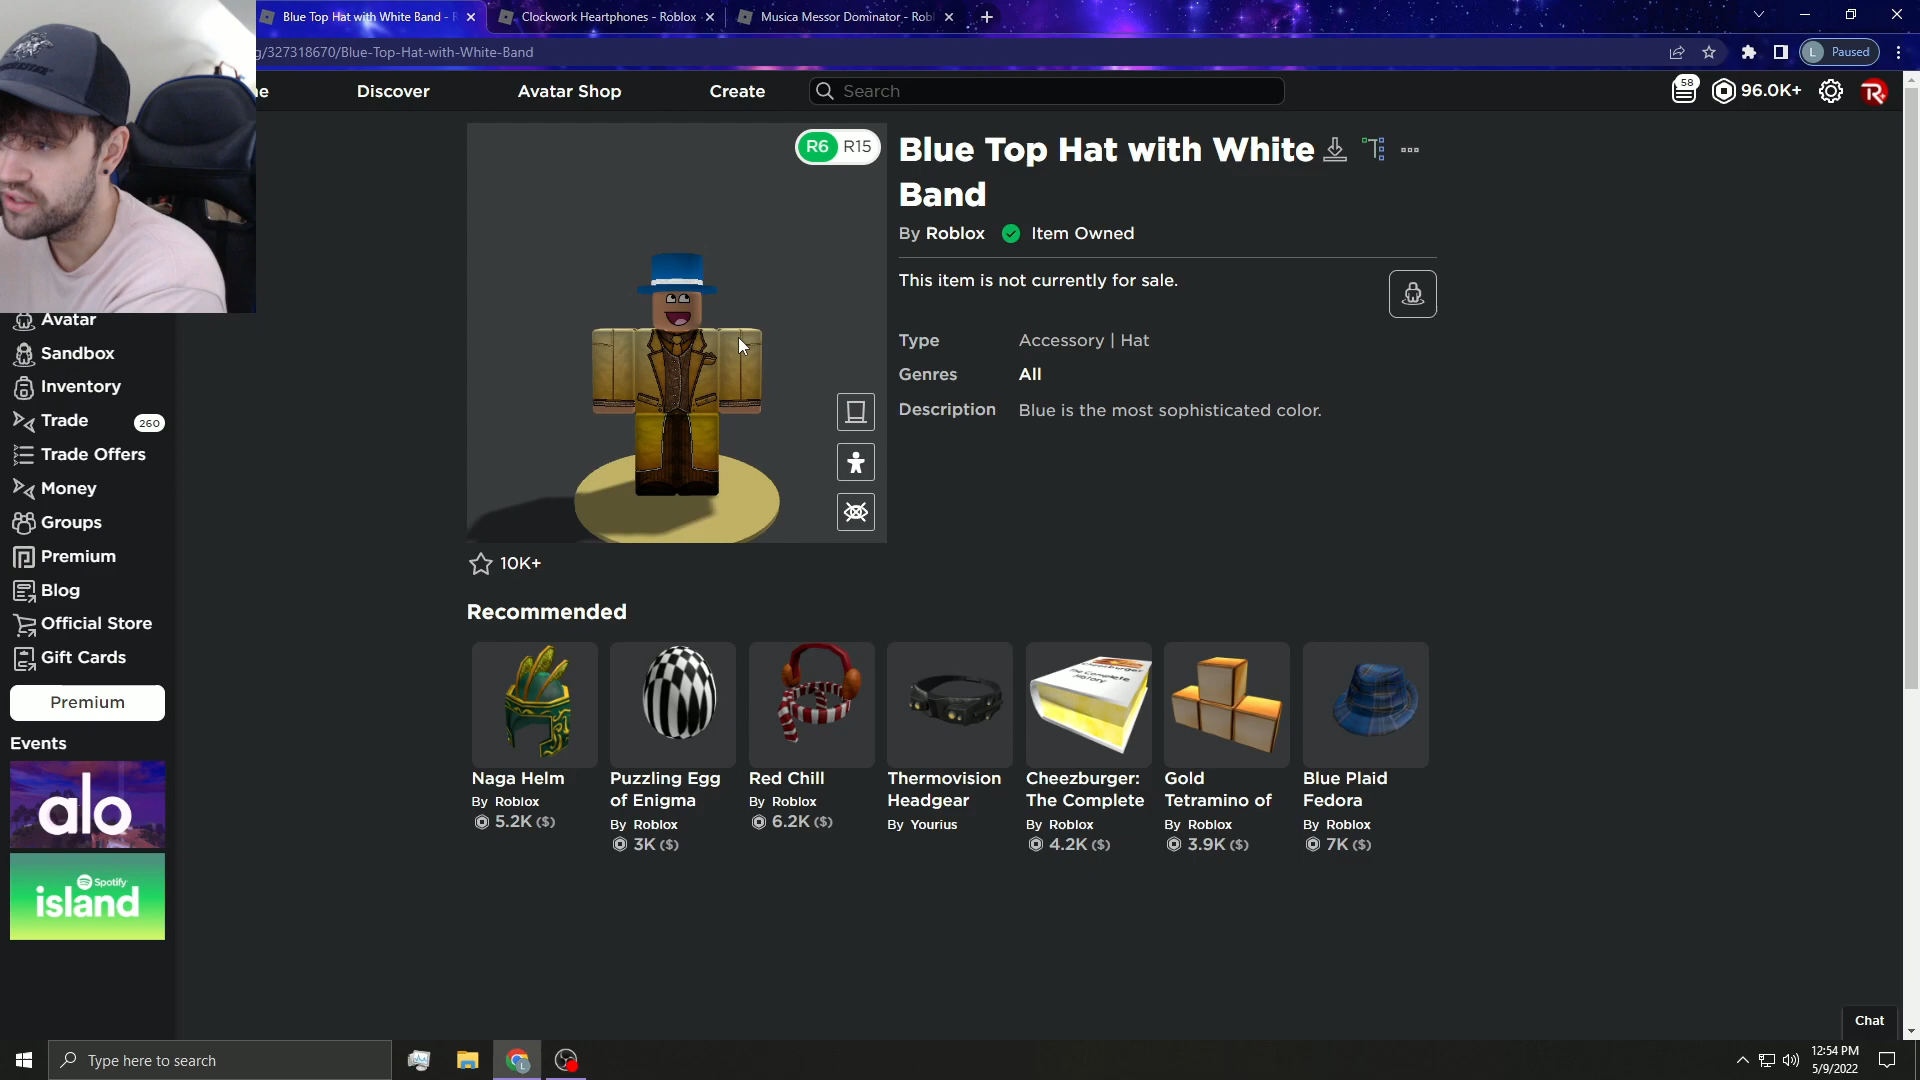 Blue Top Hat with White Band - R
Clockwork Heartphones - Roblox
Musica Messor Dominator - Robl
g/327318670/Blue-Top-Hat-with-White-Band
L Paused
ne
Discover
Avatar Shop
Create
Search
58
96.0K+
R6 R15
Blue Top Hat with White
Band
By Roblox Item Owned
This item is not currently for sale.
Type Accessory | Hat
Genres All
Description Blue is the most sophisticated color.
Avatar
Sandbox
Inventory
Trade 260
Trade Offers
Money
Groups
Premium
Blog
Official Store
Gift Cards
Premium
Events
alo
Spotify
island
10K+
Recommended
Cheezburger
The Complete
History
Naga Helm
By Roblox
5.2K ($)
Puzzling Egg
of Enigma
By Roblox
3K ($)
Red Chill
By Roblox
6.2K ($)
Thermovision
Headgear
By Yourius
Cheezburger:
The Complete
By Roblox
4.2K ($)
Gold
Tetramino of
By Roblox
3.9K ($)
Blue Plaid
Fedora
By Roblox
7K ($)
Chat
Type here to search
L
12:54 PM
5/9/2022